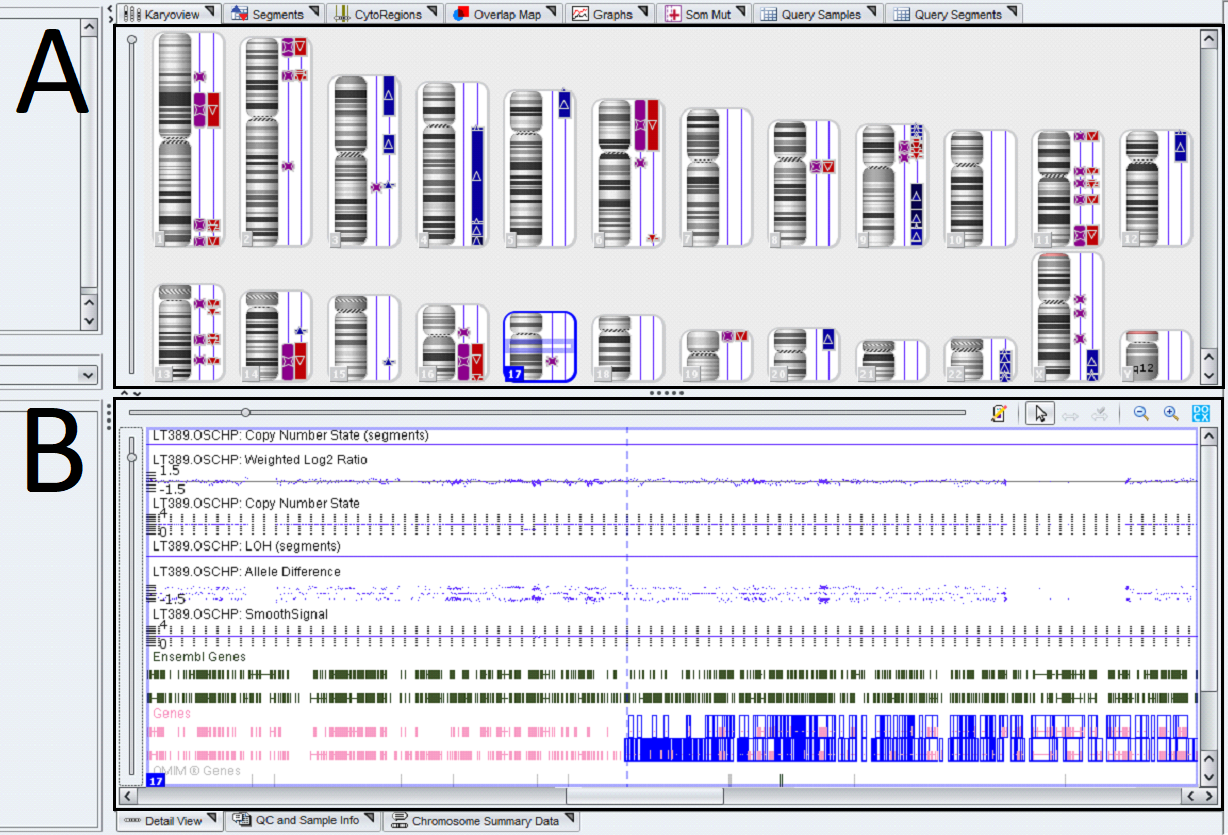 Karyoview Segments CytoRegions Overlap Map Graphs Som Mut Query Samples Query Segments
A
1 2 3 4 5 6 7 8 9 10 11 12
13 14 15 16 17 18 19 20 21 22 X Y
q12
B
DO
CX
LT389.OSCHP: Copy Number State (segments)
LT389.OSCHP: Weighted Log2 Ratio
1.5
-1.5
LT389.OSCHP: Copy Number State
4
0
LT389.OSCHP: LOH (segments)
LT389.OSCHP: Allele Difference
-1.5
LT389.OSCHP: SmoothSignal
4
0
Ensembl Genes
Genes
OMIM ® Genes
17
Detail View QC and Sample Info Chromosome Summary Data